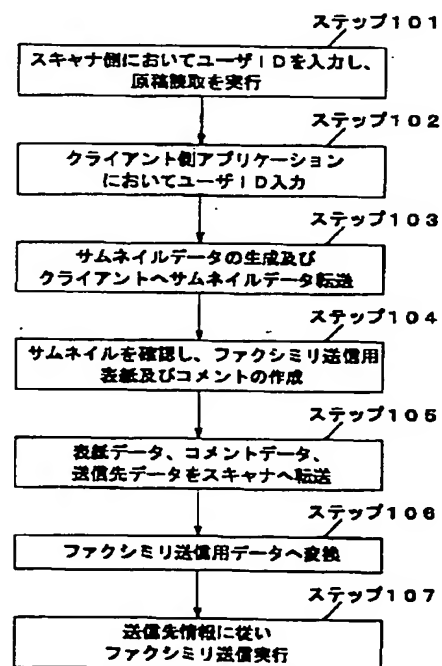 ステップ101
スキャナ側においてユーザIDを入力し、
原稿読取を実行
ステップ102
クライアント側アプリケーション
においてユーザID入力
ステップ103
サムネイルデータの生成及び
クライアントへサムネイルデータ転送
ステップ104
サムネイルを確認し、ファクシミリ送信用
表紙及びコメントの作成
ステップ105
表紙データ、コメントデータ、
送信先データをスキャナへ転送
ステップ106
ファクシミリ送信用データへ変換
ステップ107
送信先情報に従い
ファクシミリ送信実行